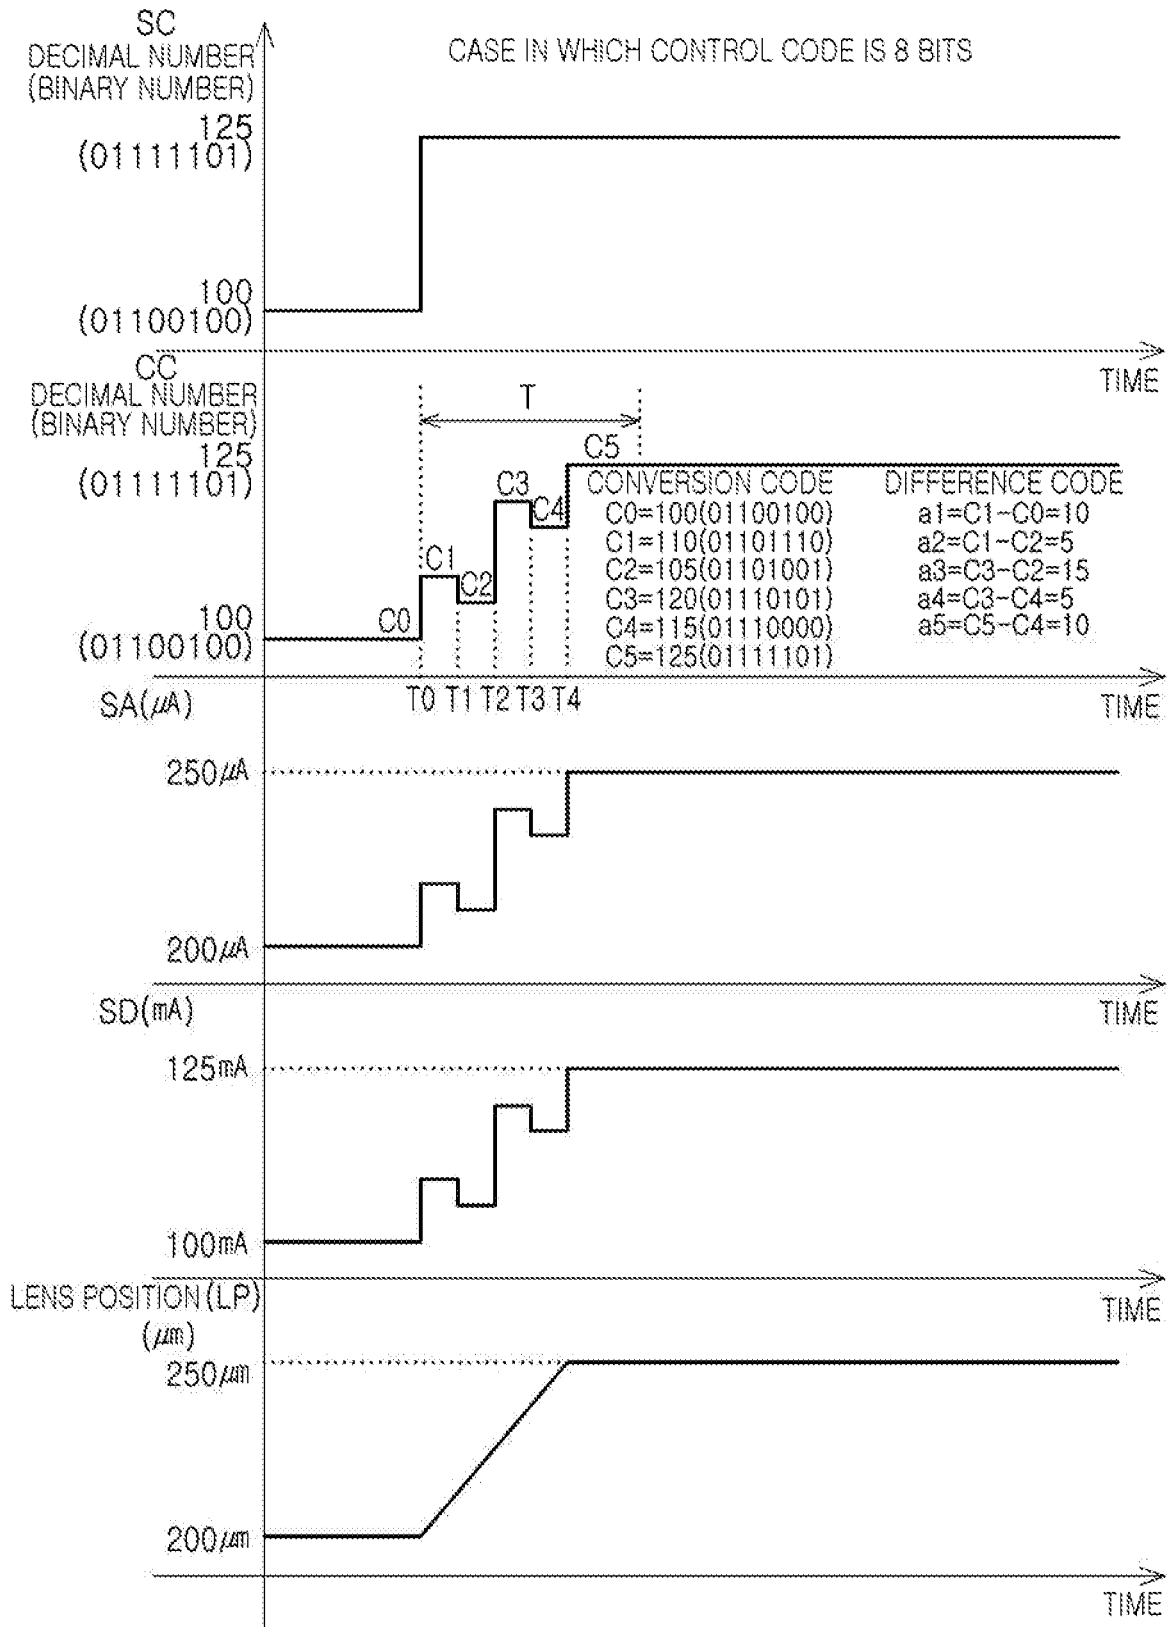 SC
DECIMAL NUMBER
(BINARY NUMBER)
CASE IN WHICH CONTROL CODE IS 8 BITS
125
(01111101)
100
(01100100)
TIME
CC
DECIMAL NUMBER
(BINARY NUMBER)
T
125
(01111101)
C5
C3
C4
C1
C2
C0
CONVERSION CODE
C0=100(01100100)
C1=110(01101110)
C2=105(01101001)
C3=120(01110101)
C4=115(01110000)
C5=125(01111101)
DIFFERENCE CODE
a1=C1-C0=10
a2=C1-C2=5
a3=C3-C2=15
a4=C3-C4=5
a5=C5-C4=10
100
(01100100)
T0 T1 T2 T3 T4
TIME
SA(μA)
250μA
200μA
TIME
SD(mA)
125mA
100mA
TIME
LENS POSITION(LP)
(μm)
250μm
200μm
TIME